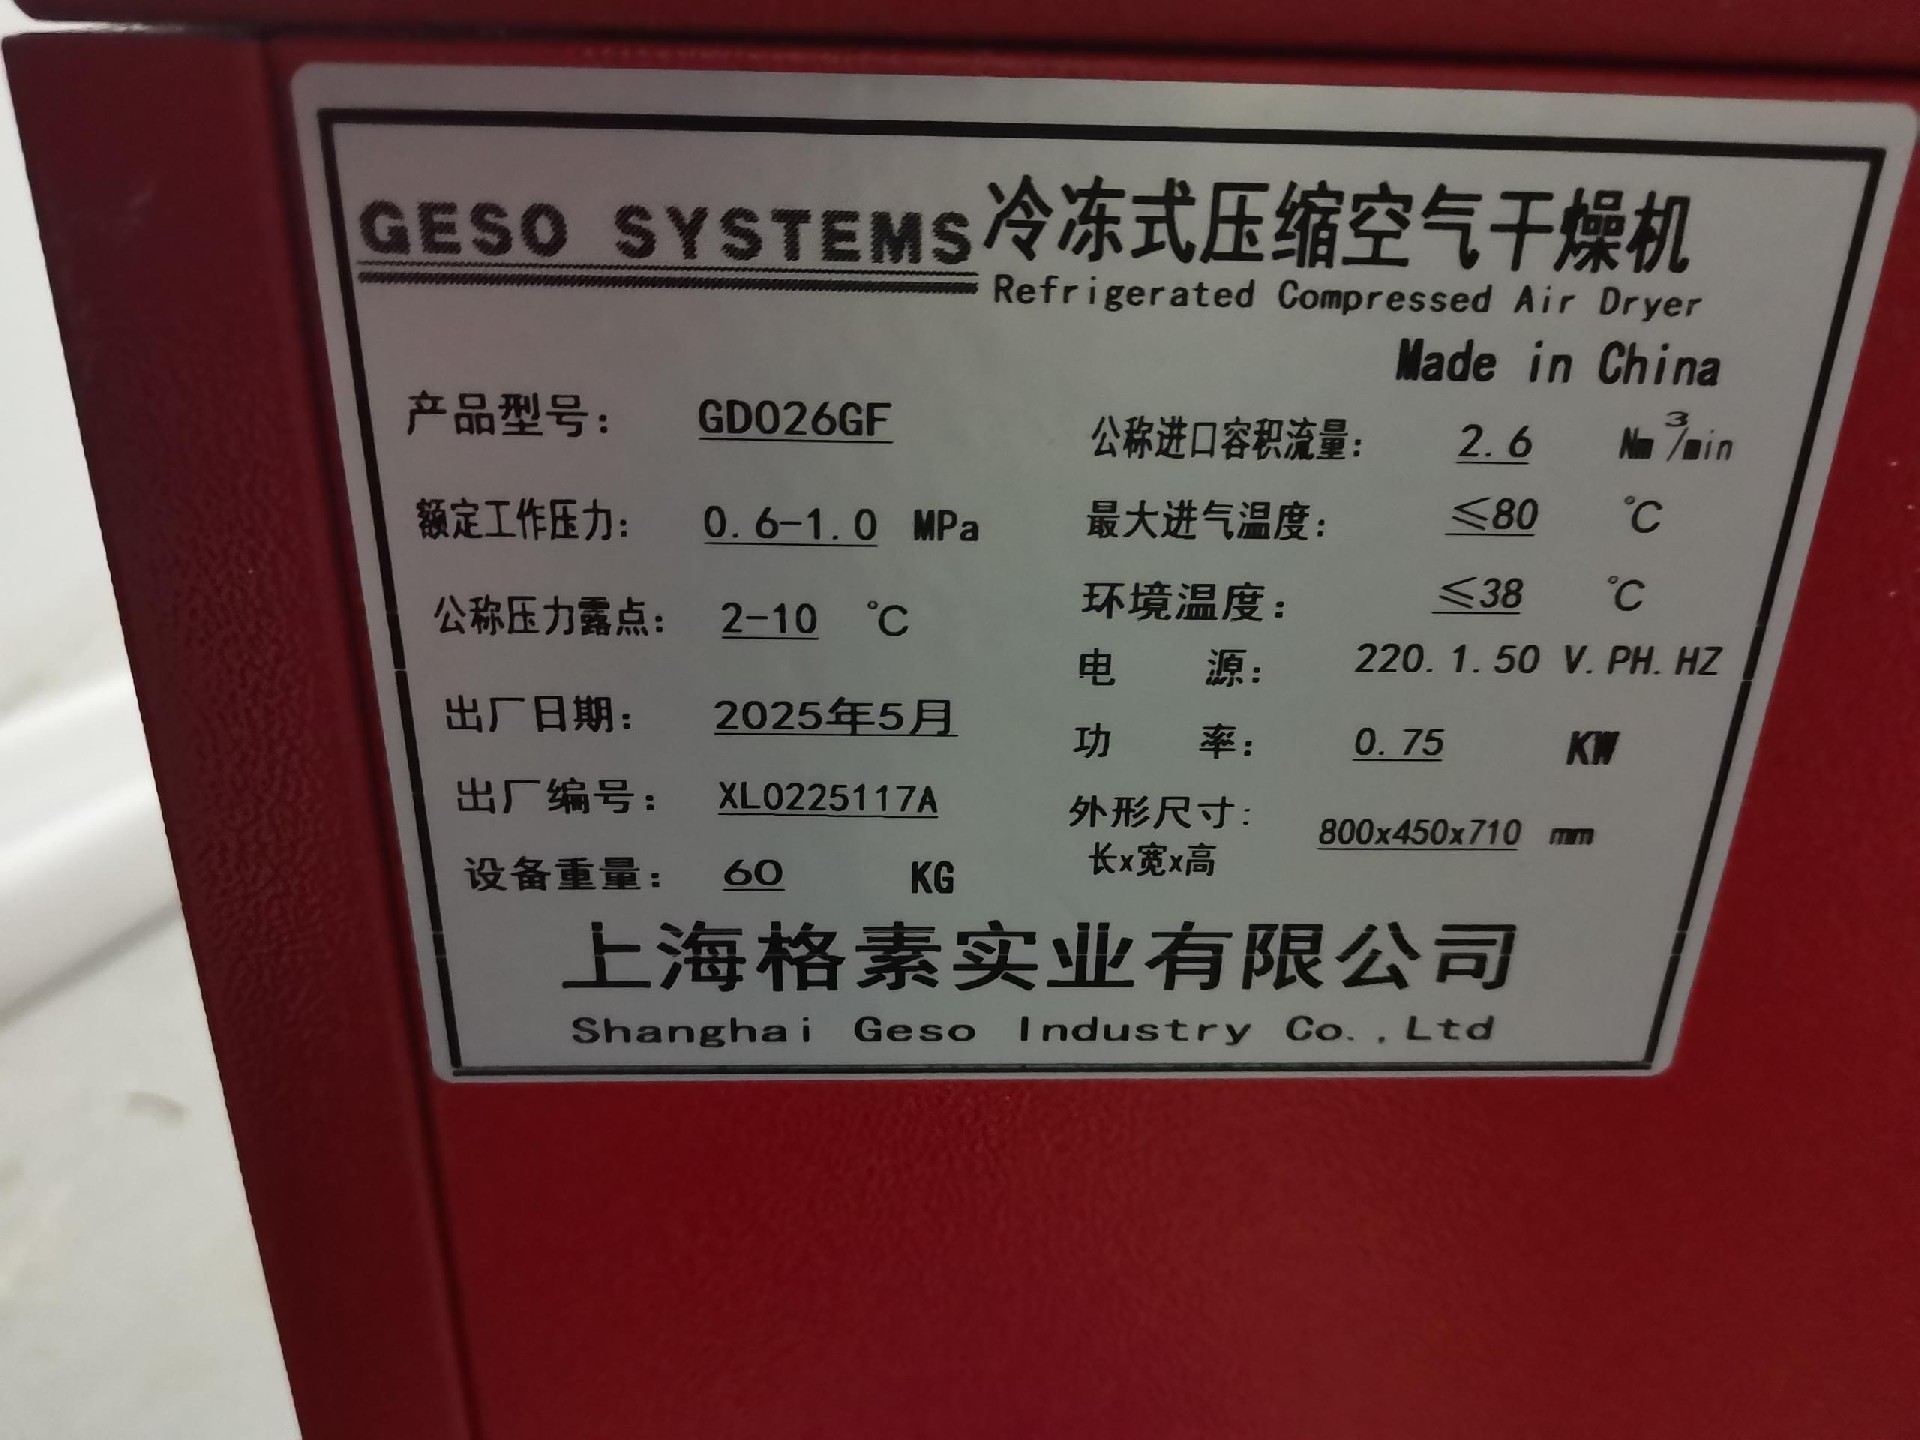 GESO SYSTEMS 冷冻式压缩空气干燥机
Refrigerated Compressed Air Dryer
Made in China
产品型号: GD026GF
公称进口容积流量: 2.6 Nm³/min
额定工作压力: 0.6-1.0 MPa
最大进气温度: ≤80 ℃
公称压力露点: 2-10 ℃
环境温度: ≤38 ℃
电 源: 220.1.50 V.PH.HZ
出厂日期: 2025年5月
功 率: 0.75 KW
出厂编号: XL0225117A
外形尺寸: 800x450x710 mm
长x宽x高
设备重量: 60 KG
上海格素实业有限公司
Shanghai Geso Industry Co.,Ltd